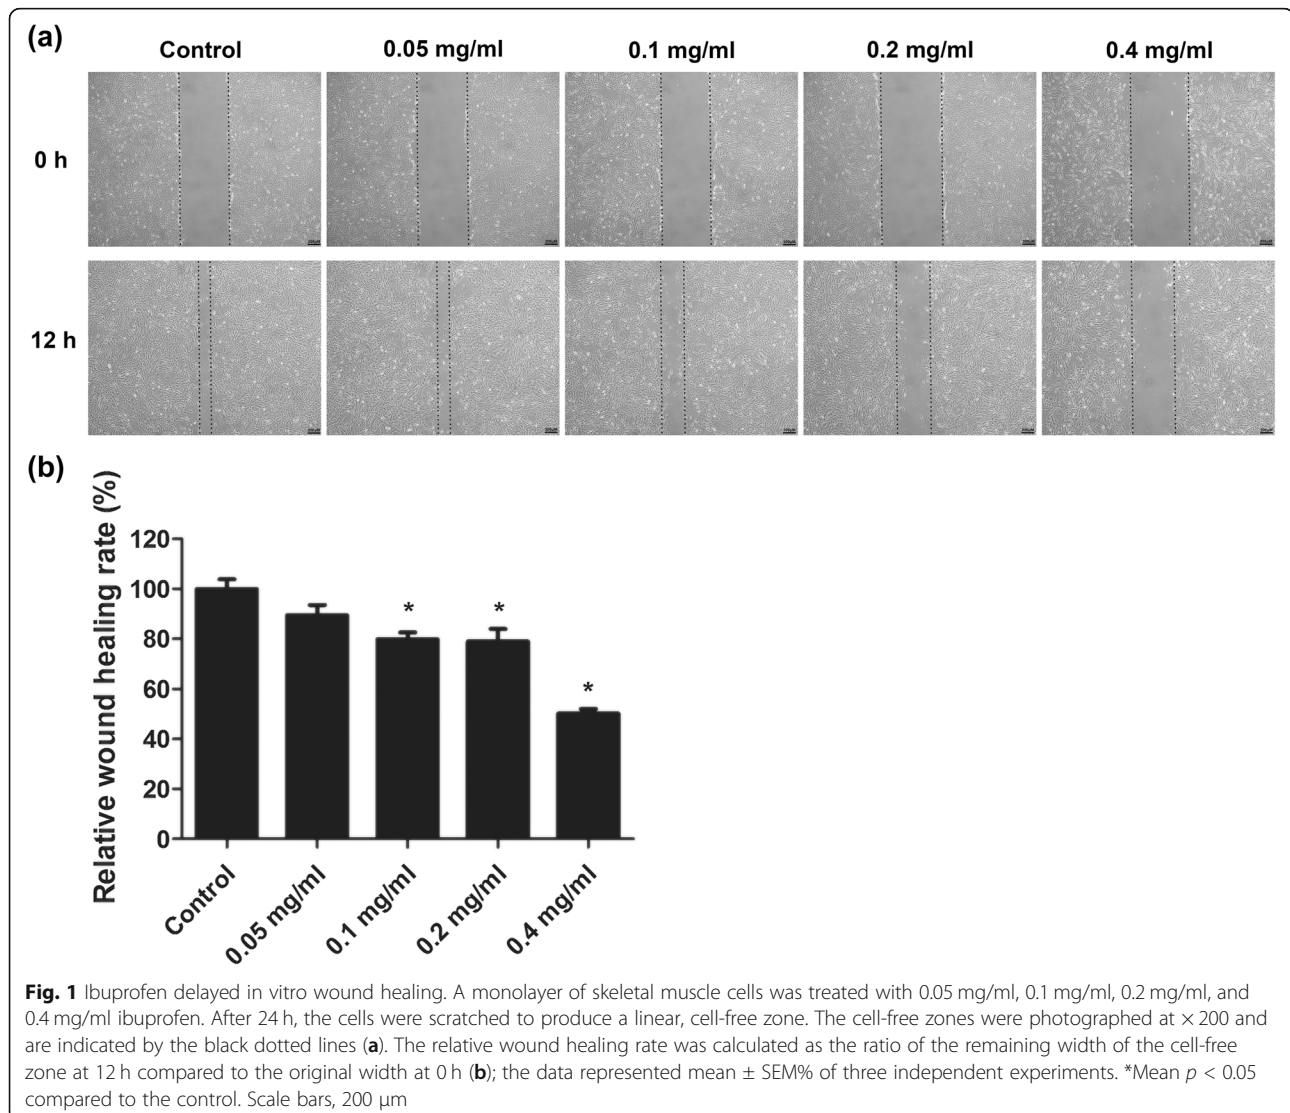 (a)
Control 0.05 mg/ml 0.1 mg/ml 0.2 mg/ml 0.4 mg/ml
0 h
12 h
(b)
Relative wound healing rate (%)
120
100
80
60
40
20
0
* * *
Control 0.05 mg/ml 0.1 mg/ml 0.2 mg/ml 0.4 mg/ml
Fig. 1 Ibuprofen delayed in vitro wound healing. A monolayer of skeletal muscle cells was treated with 0.05 mg/ml, 0.1 mg/ml, 0.2 mg/ml, and
0.4 mg/ml ibuprofen. After 24 h, the cells were scratched to produce a linear, cell-free zone. The cell-free zones were photographed at × 200 and
are indicated by the black dotted lines (a). The relative wound healing rate was calculated as the ratio of the remaining width of the cell-free
zone at 12 h compared to the original width at 0 h (b); the data represented mean ± SEM% of three independent experiments. *Mean p < 0.05
compared to the control. Scale bars, 200 μm